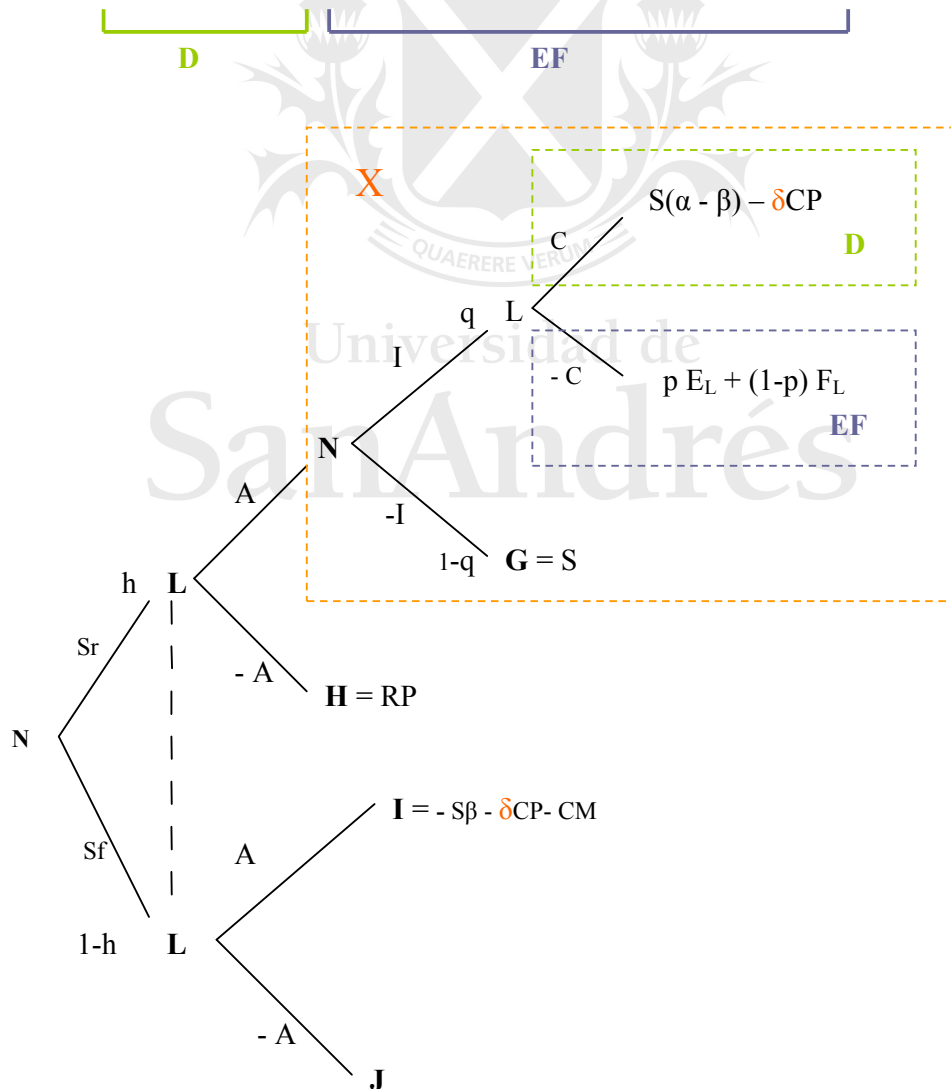 D EF
X
S(α - β) – δCP
C
D
QUAERERE VERUM
q L
Universidad de
I
- C
p E_L + (1-p) F_L
EF
SanAndrés
N
A
-I
1-q G = S
h L
Sr
- A
H = RP
N
I = - Sβ - δCP- CM
Sf
A
1-h L
- A
J